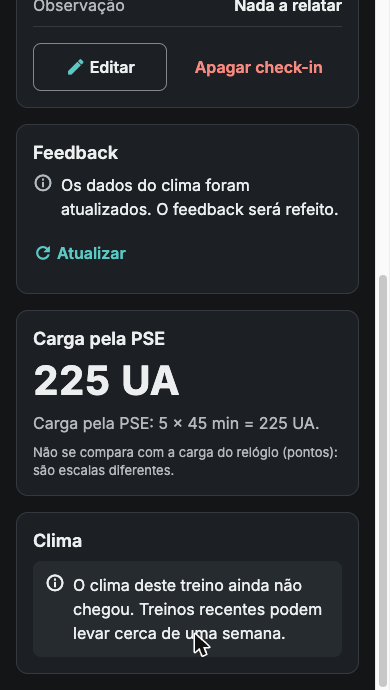 Observação Nada a relatar
Editar Apagar check-in
Feedback
Os dados do clima foram
atualizados. O feedback será refeito.
Atualizar
Carga pela PSE
225 UA
Carga pela PSE: 5 × 45 min = 225 UA.
Não se compara com a carga do relógio (pontos):
são escalas diferentes.
Clima
O clima deste treino ainda não
chegou. Treinos recentes podem
levar cerca de uma semana.